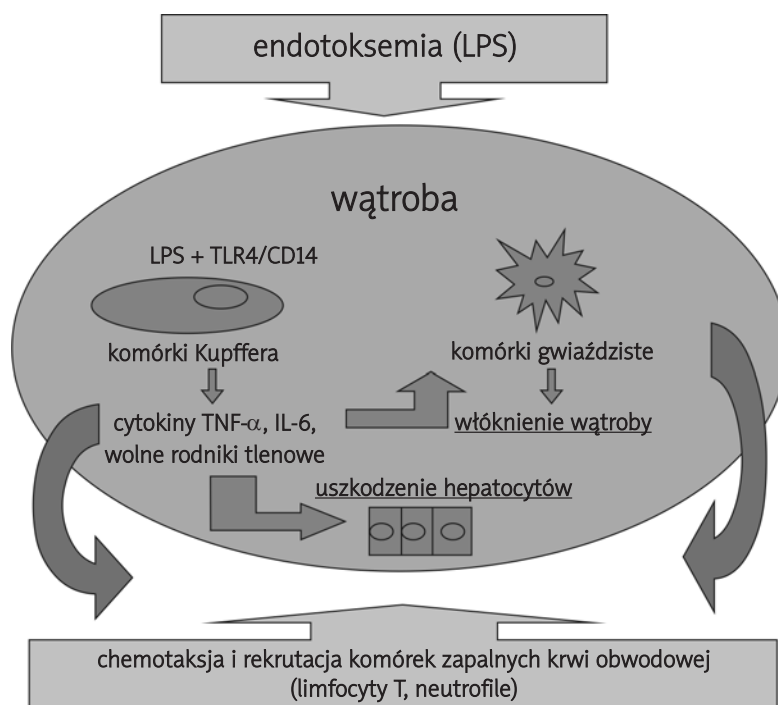 endotoksemia (LPS)
wątroba
LPS + TLR4/CD14
komórki Kupffera
komórki gwiaździste
cytokiny TNF-α, IL-6,
wolne rodniki tlenowe
włóknienie wątroby
uszkodzenie hepatocytów
chemotaksja i rekrutacja komórek zapalnych krwi obwodowej
(limfocyty T, neutrofile)